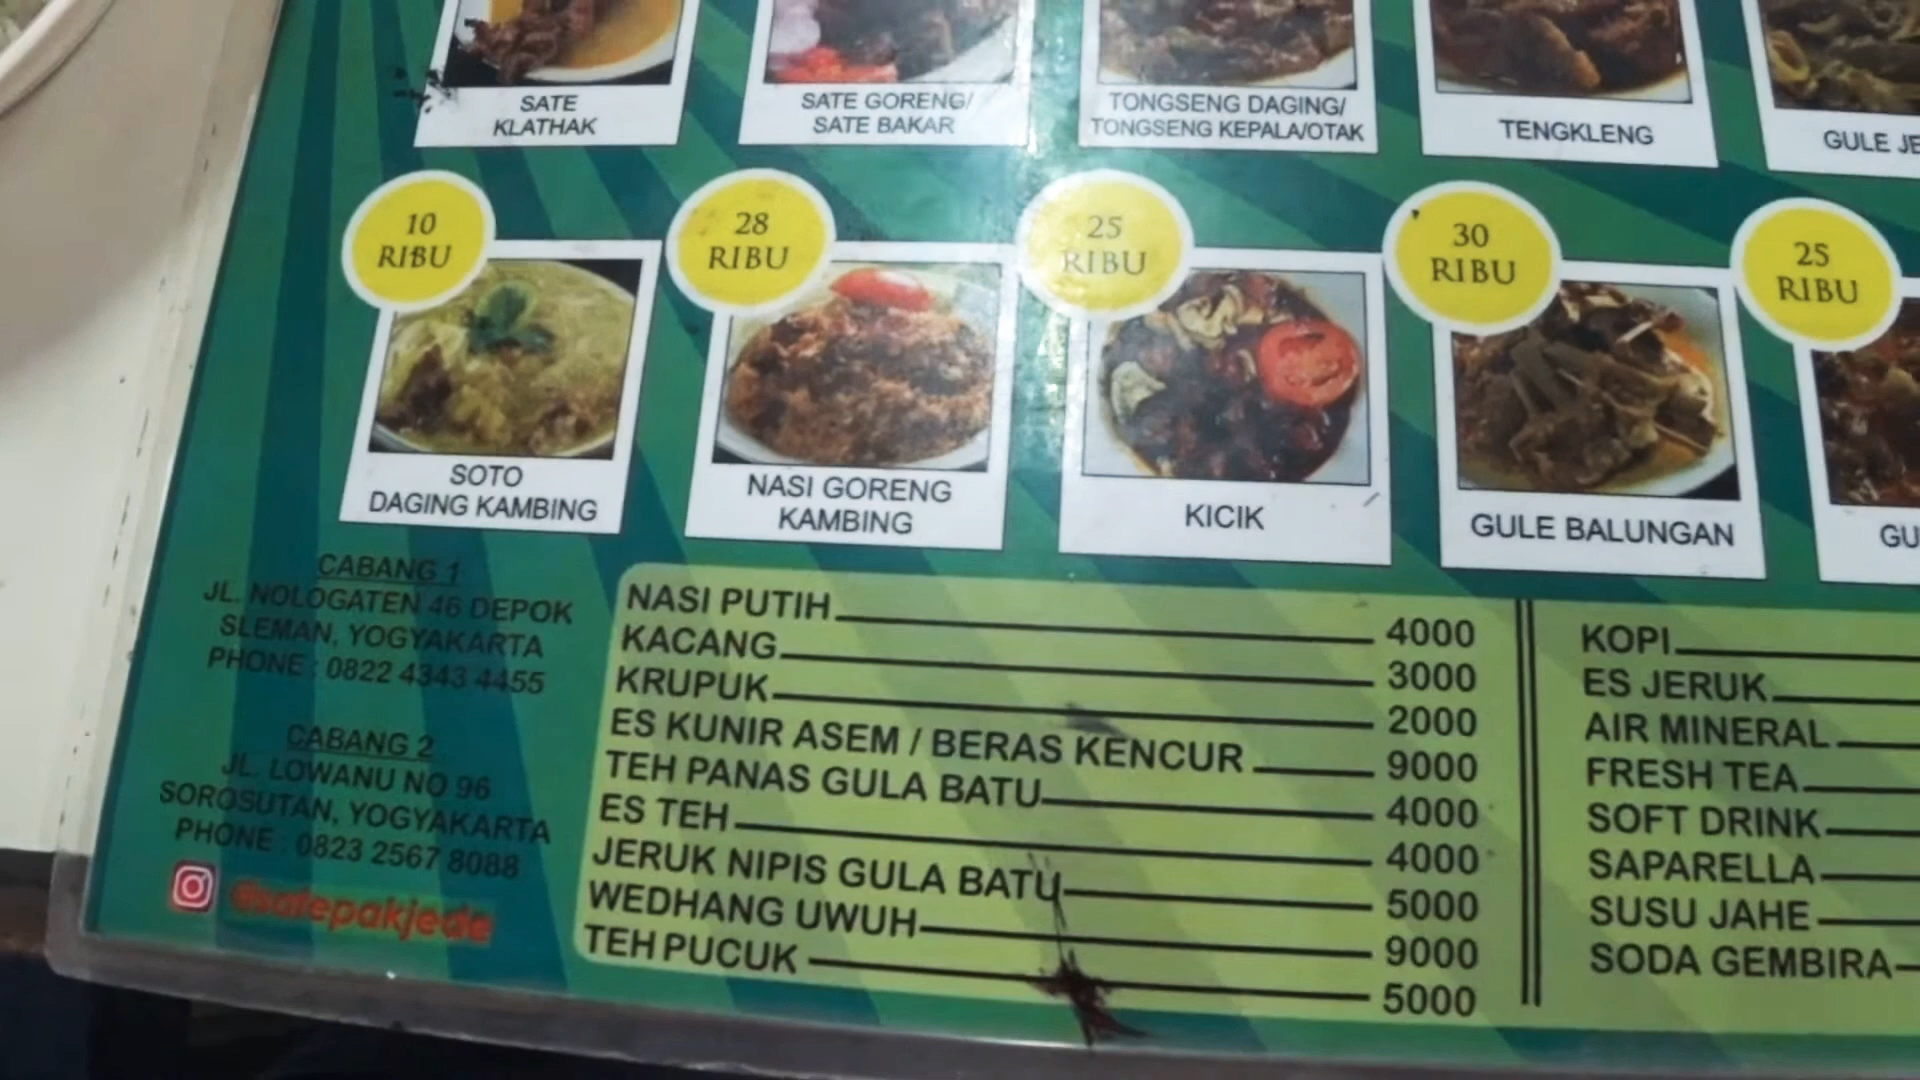 SATE
KLATHAK
SATE GORENG/
SATE BAKAR
TONGSENG DAGING/
TONGSENG KEPALA/OTAK
TENGKLENG
GULE JE
10
RIBU
28
RIBU
25
RIBU
30
RIBU
25
RIBU
SOTO
DAGING KAMBING
NASI GORENG
KAMBING
KICIK
GULE BALUNGAN
GU
CABANG 1
JL. NOLOGATEN 46 DEPOK
SLEMAN, YOGYAKARTA
PHONE : 0822 4343 4455
CABANG 2
JL. LOWANU NO 96
SOROSUTAN, YOGYAKARTA
PHONE : 0823 2567 8088
@satepakjede
NASI PUTIH 4000
KACANG 3000
KRUPUK 2000
ES KUNIR ASEM / BERAS KENCUR 9000
TEH PANAS GULA BATU 4000
ES TEH 4000
JERUK NIPIS GULA BATU 5000
WEDHANG UWUH 9000
TEH PUCUK 5000
KOPI
ES JERUK
AIR MINERAL
FRESH TEA
SOFT DRINK
SAPARELLA
SUSU JAHE
SODA GEMBIRA